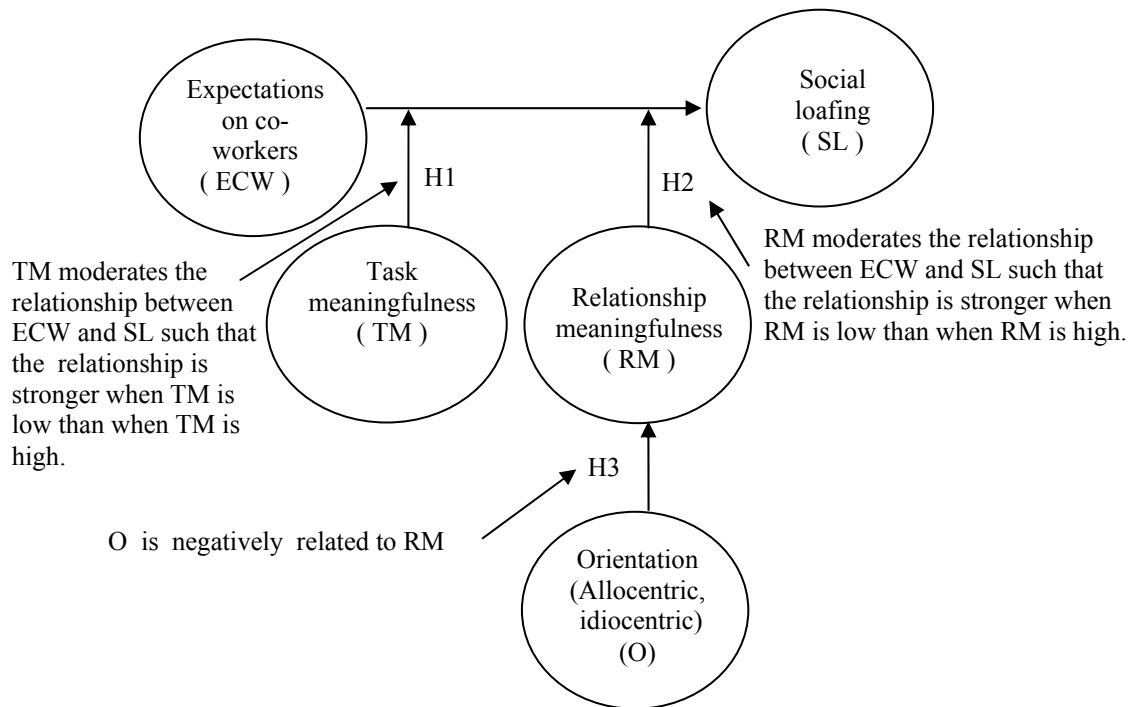 Expectations
on co-
workers
( ECW )
Social
loafing
( SL )
H1
H2
TM moderates the
relationship between
ECW and SL such that
the relationship is
stronger when TM is
low than when TM is
high.
Task
meaningfulness
( TM )
Relationship
meaningfulness
( RM )
RM moderates the relationship
between ECW and SL such that
the relationship is stronger when
RM is low than when RM is high.
H3
O is negatively related to RM
Orientation
(Allocentric,
idiocentric)
(O)